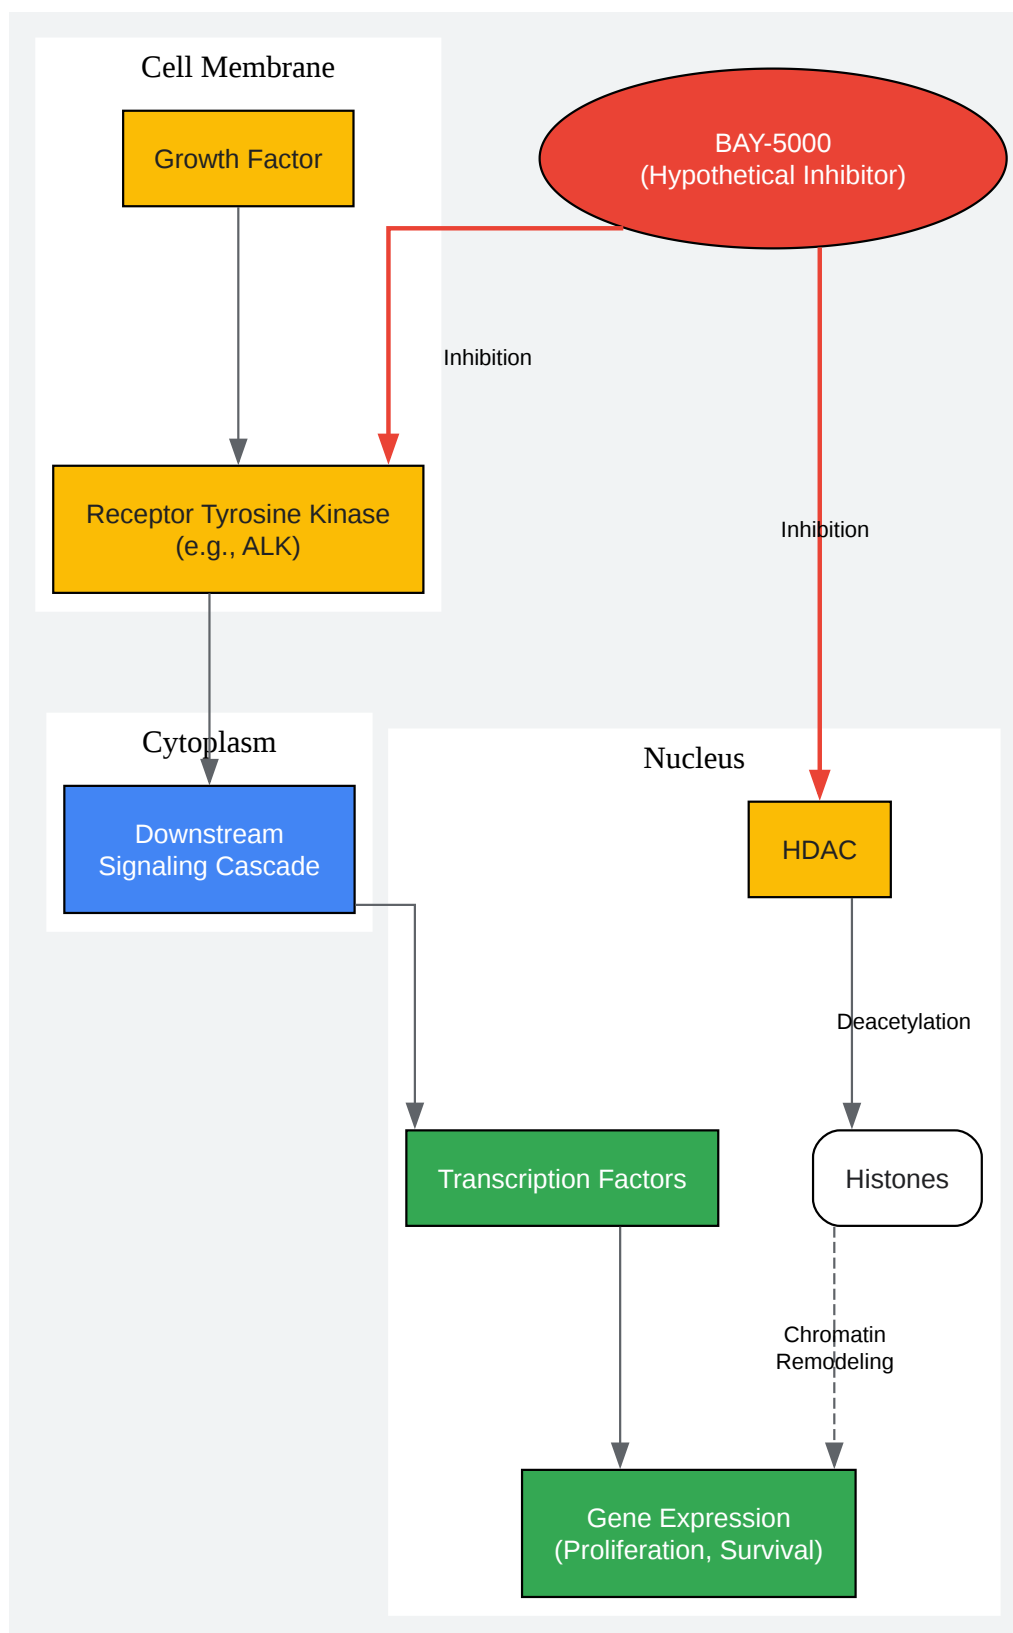 Cell Membrane
Growth Factor
BAY-5000
(Hypothetical Inhibitor)
Inhibition
Receptor Tyrosine Kinase
(e.g., ALK)
Inhibition
Cytoplasm
Nucleus
Downstream
Signaling Cascade
HDAC
Deacetylation
Transcription Factors
Histones
Chromatin
Remodeling
Gene Expression
(Proliferation, Survival)